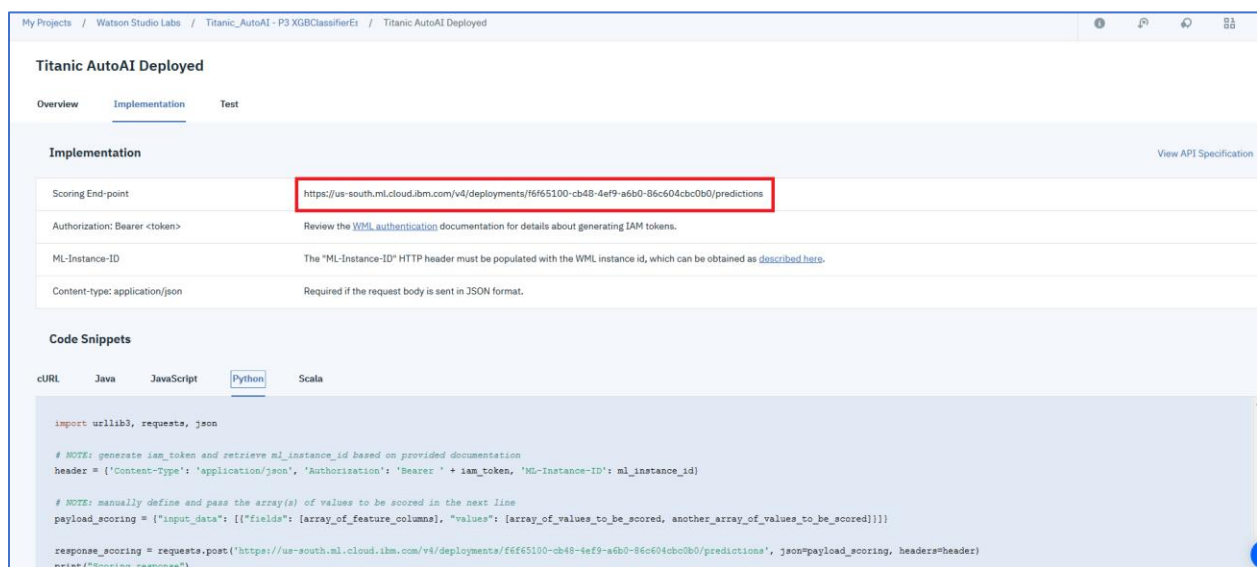 My Projects / Watson Studio Labs / Titanic_AutoAI - P3 XGBClassifierEs / Titanic AutoAI Deployed
Titanic AutoAI Deployed
Overview Implementation Test
Implementation
View API Specification
Scoring End-point https://us-south.ml.cloud.ibm.com/v4/deployments/f6f65100-cb48-4ef9-a6b0-86c604cbc0b0/predictions
Authorization: Bearer <token> Review the WML authentication documentation for details about generating IAM tokens.
ML-Instance-ID The "ML-Instance-ID" HTTP header must be populated with the WML instance id, which can be obtained as described here.
Content-type: application/json Required if the request body is sent in JSON format.
Code Snippets
cURL Java JavaScript Python Scala
import urllib3, requests, json
# NOTE: generate iam_token and retrieve ml_instance_id based on provided documentation
header = {'Content-Type': 'application/json', 'Authorization': 'Bearer ' + iam_token, 'ML-Instance-ID': ml_instance_id}
# NOTE: manually define and pass the array(s) of values to be scored in the next line
payload_scoring = {"input_data": [{"fields": [array_of_feature_columns], "values": [array_of_values_to_be_scored, another_array_of_values_to_be_scored]}]}
response_scoring = requests.post('https://us-south.ml.cloud.ibm.com/v4/deployments/f6f65100-cb48-4ef9-a6b0-86c604cbc0b0/predictions', json=payload_scoring, headers=header)
print("Scoring response")